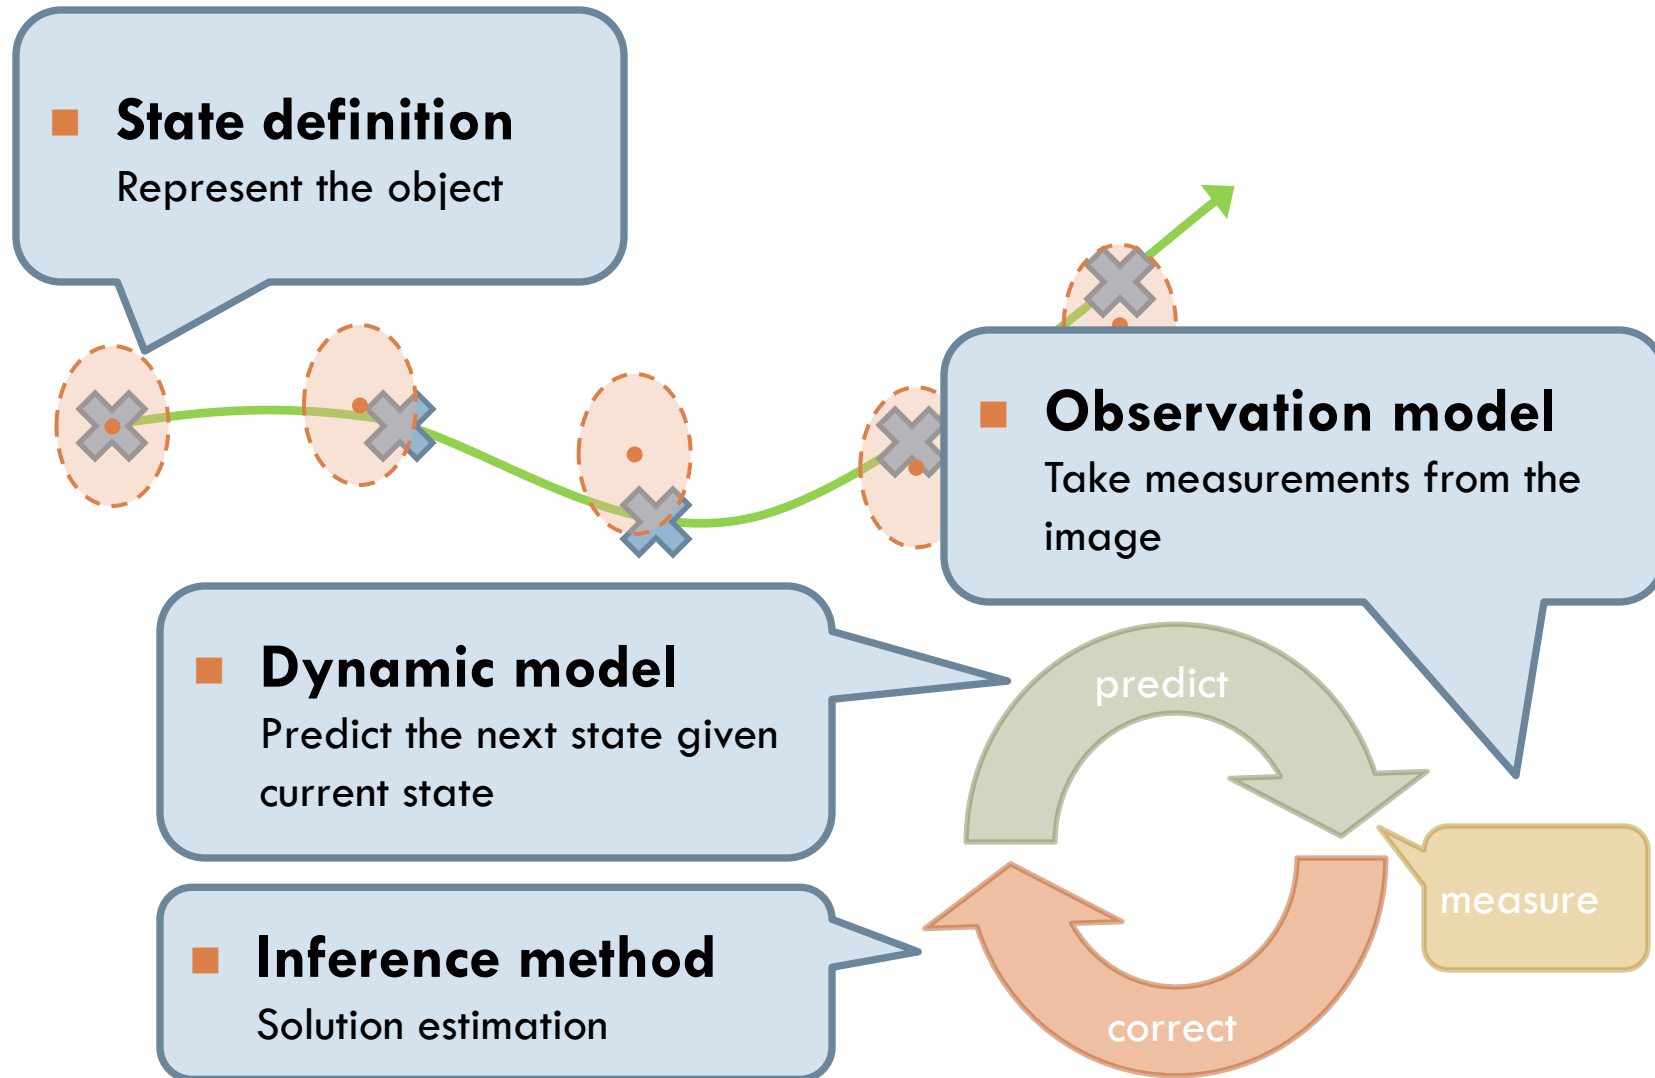 State definition
Represent the object
Observation model
Take measurements from the
image
Dynamic model
Predict the next state given
current state
predict
measure
Inference method
Solution estimation
correct